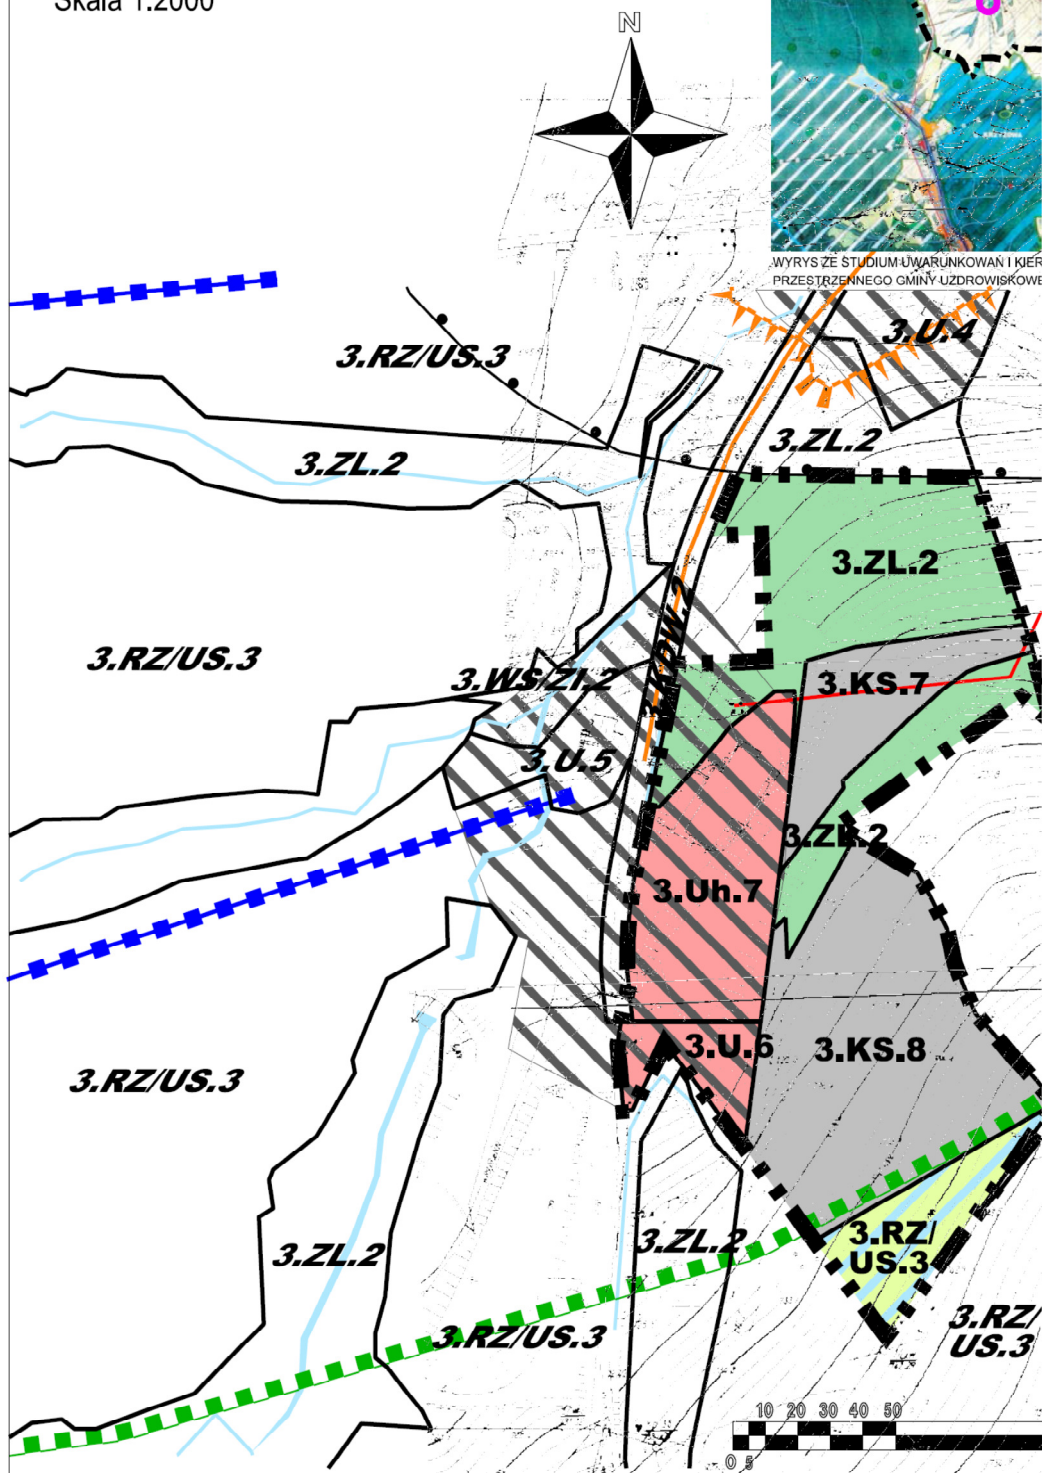 Skala 1:2000
N
WYRYS ZE STUDIUM UWARUNKOWAŃ I KIER
PRZESTRZENNEGO GMINY UZDROWISKOWE
3.U.4
3.RZ/US.3
3.ZL.2
3.ZL.2
3.ZL.2
3.KDW.2
3.RZ/US.3
3.WS/ZI.2
3.KS.7
3.U.5
3.ZL.2
3.Uh.7
3.U.6
3.KS.8
3.RZ/US.3
3.ZL.2
3.ZL.2
3.RZ/
US.3
3.RZ/US.3
3.RZ/
US.3
10 20 30 40 50
0 5